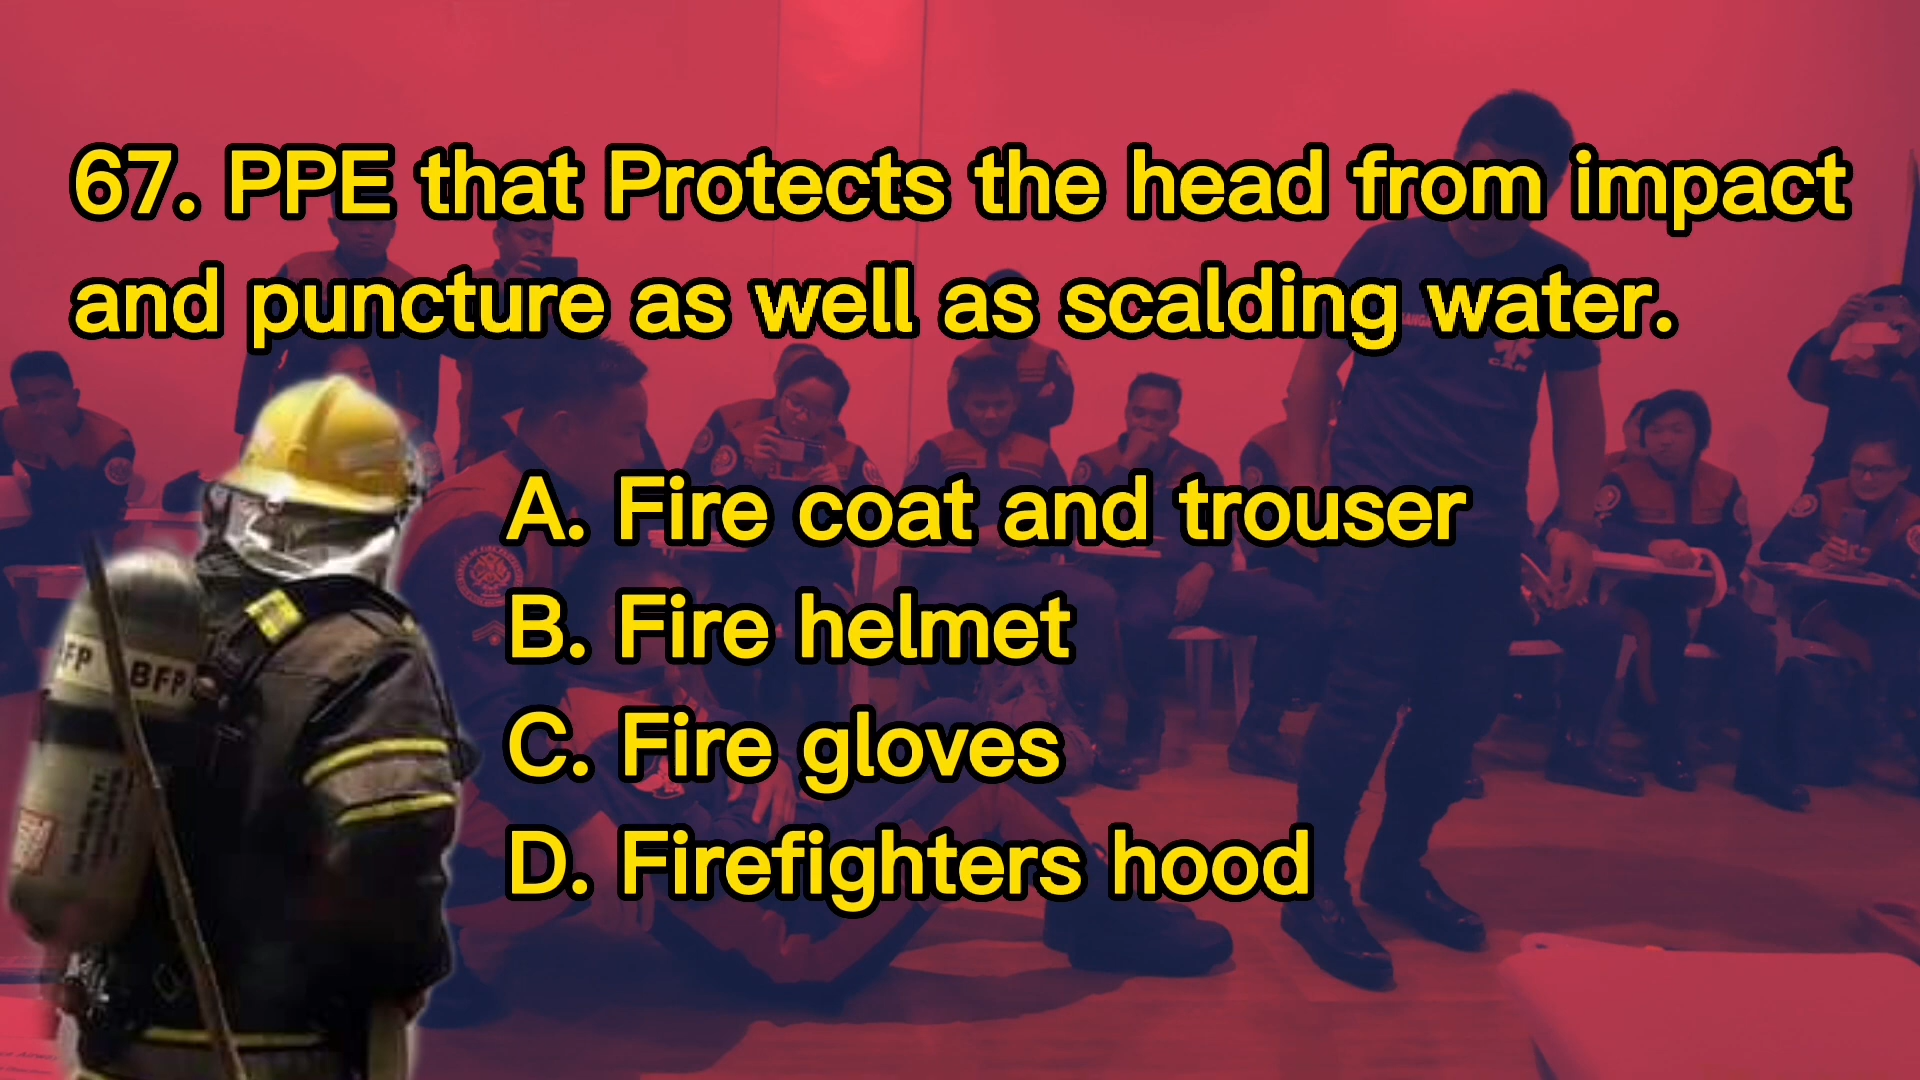 67. PPE that Protects the head from impact
and puncture as well as scalding water.
A. Fire coat and trouser
B. Fire helmet
C. Fire gloves
D. Firefighters hood
FP
BFP